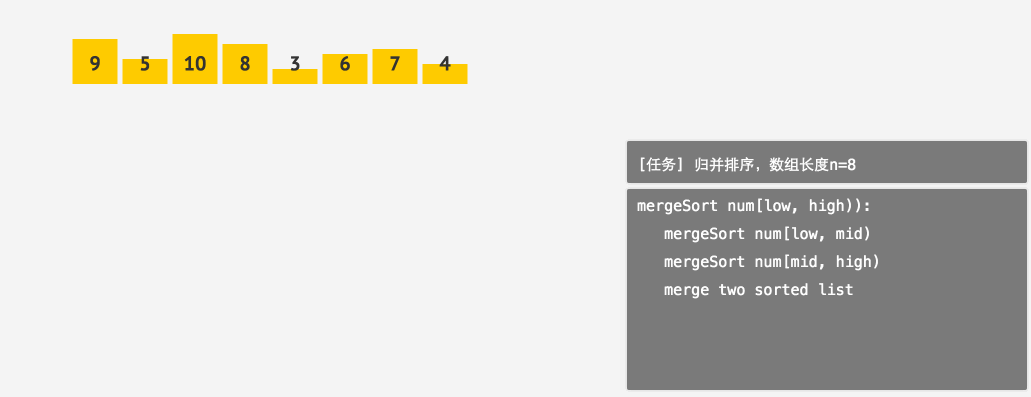 9 5 10 8 3 6 7 4
[任务] 归并排序，数组长度n=8
mergeSort num[low, high)):
mergeSort num[low, mid)
mergeSort num[mid, high)
merge two sorted list